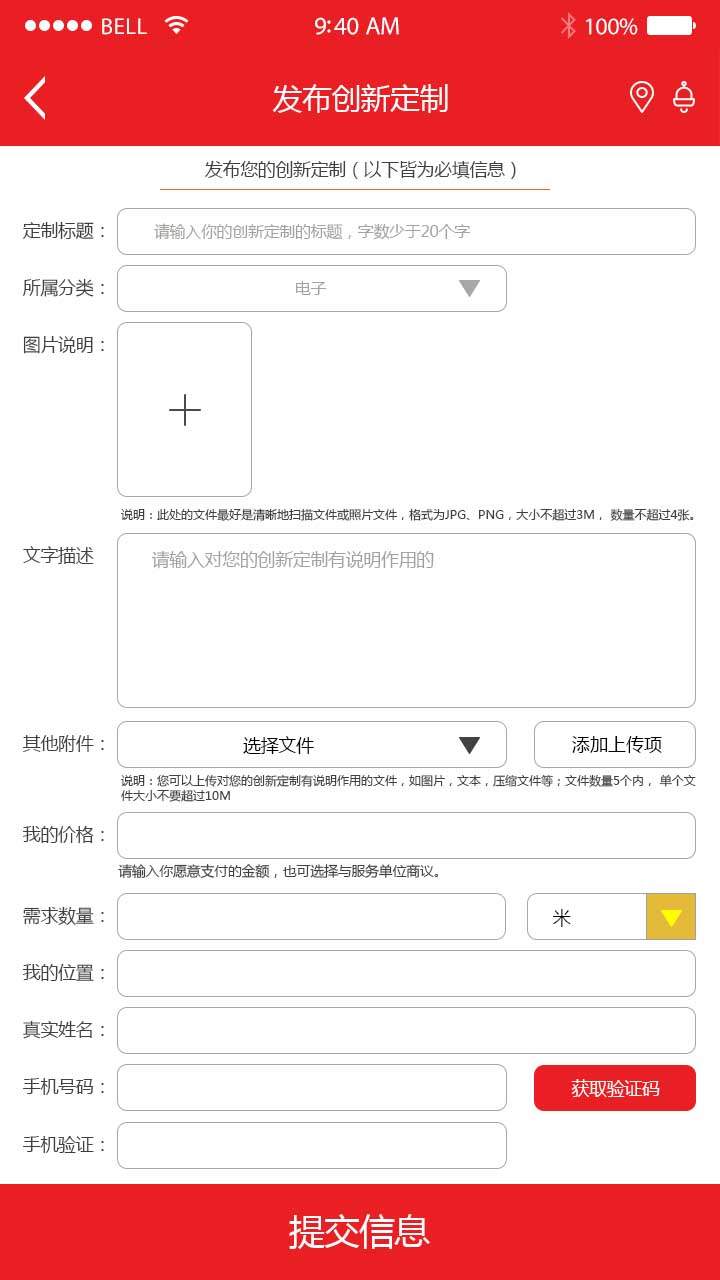 BELL 9:40 AM 100%
发布创新定制
发布您的创新定制（以下皆为必填信息）
定制标题： 请输入你的创新定制的标题，字数少于20个字
所属分类： 电子
图片说明：
说明：此处的文件最好是清晰地扫描文件或照片文件，格式为JPG、PNG，大小不超过3M， 数量不超过4张。
文字描述 请输入对您的创新定制有说明作用的
其他附件： 选择文件 添加上传项
说明：您可以上传对您的创新定制有说明作用的文件，如图片，文本，压缩文件等；文件数量5个内， 单个文
件大小不要超过10M
我的价格：
请输入你愿意支付的金额，也可选择与服务单位商议。
需求数量： 米
我的位置：
真实姓名：
手机号码： 获取验证码
手机验证：
提交信息